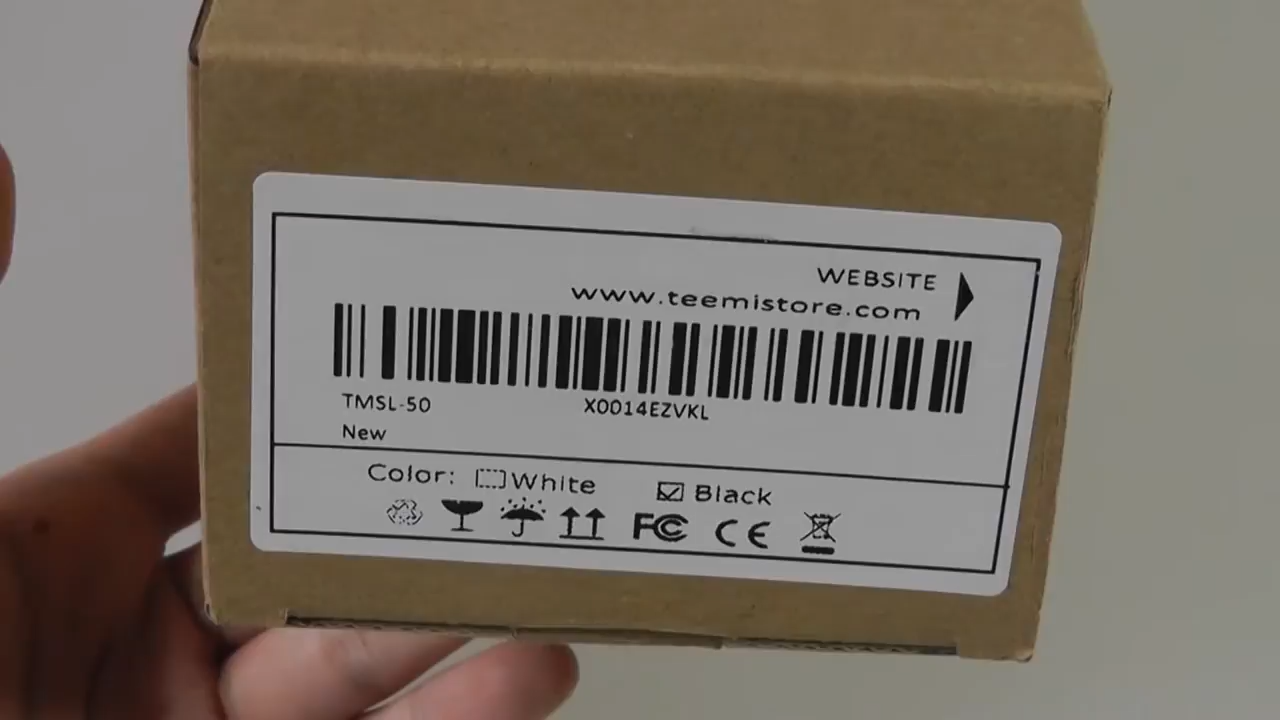 WEBSITE
www.teemistore.com
TMSL-50 X0014EZVKL
New
Color: White Black
FC CE